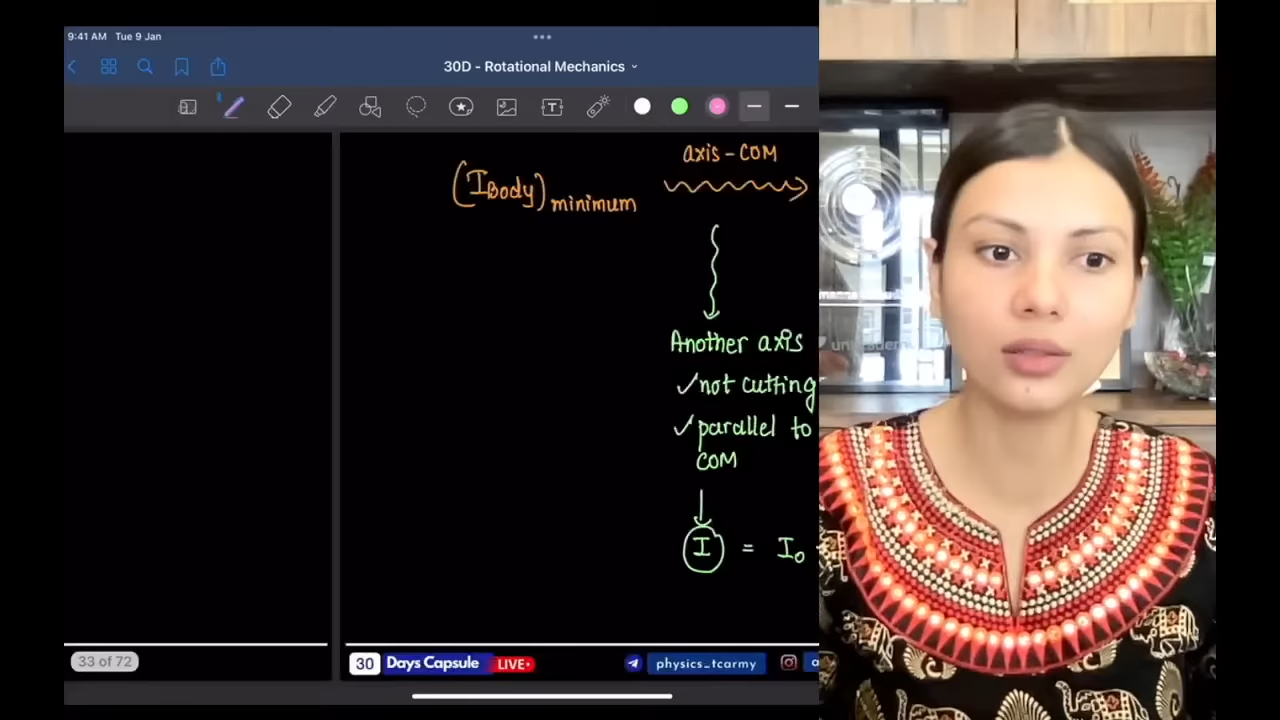 9:41 AM Tue 9 Jan
30D - Rotational Mechanics
axis - COM
(I Body) minimum
Another axis
✓ not cutting
✓ parallel to
COM
I = I₀
33 of 72
30 Days Capsule LIVE
physics_tcarmy